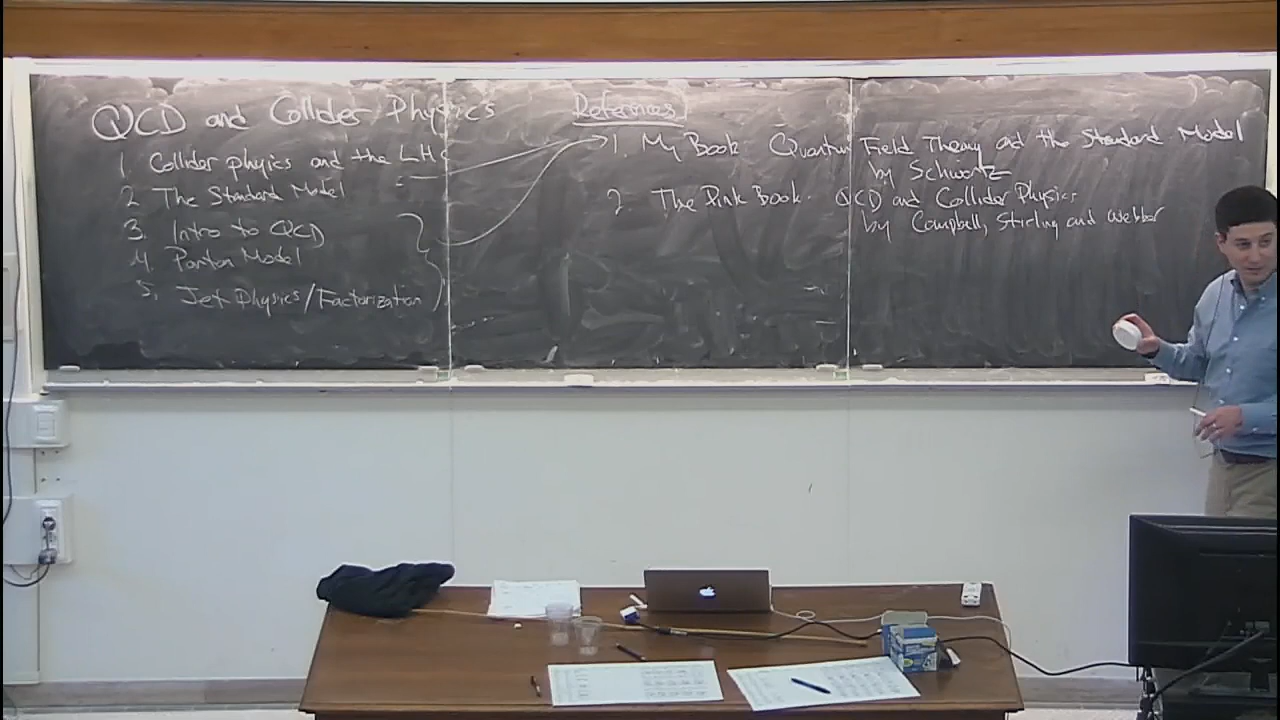 QCD and Collider Physics
1. Collider physics and the LHC
2 The Standard Model
3. Intro to QCD
4. Parton Model
5. Jet Physics/Factorization
References
1. My Book: Quantum Field Theory and the Standard Model
by Schwartz
2. The Pink Book: QCD and Collider Physics
by Campbell, Stirling and Webber